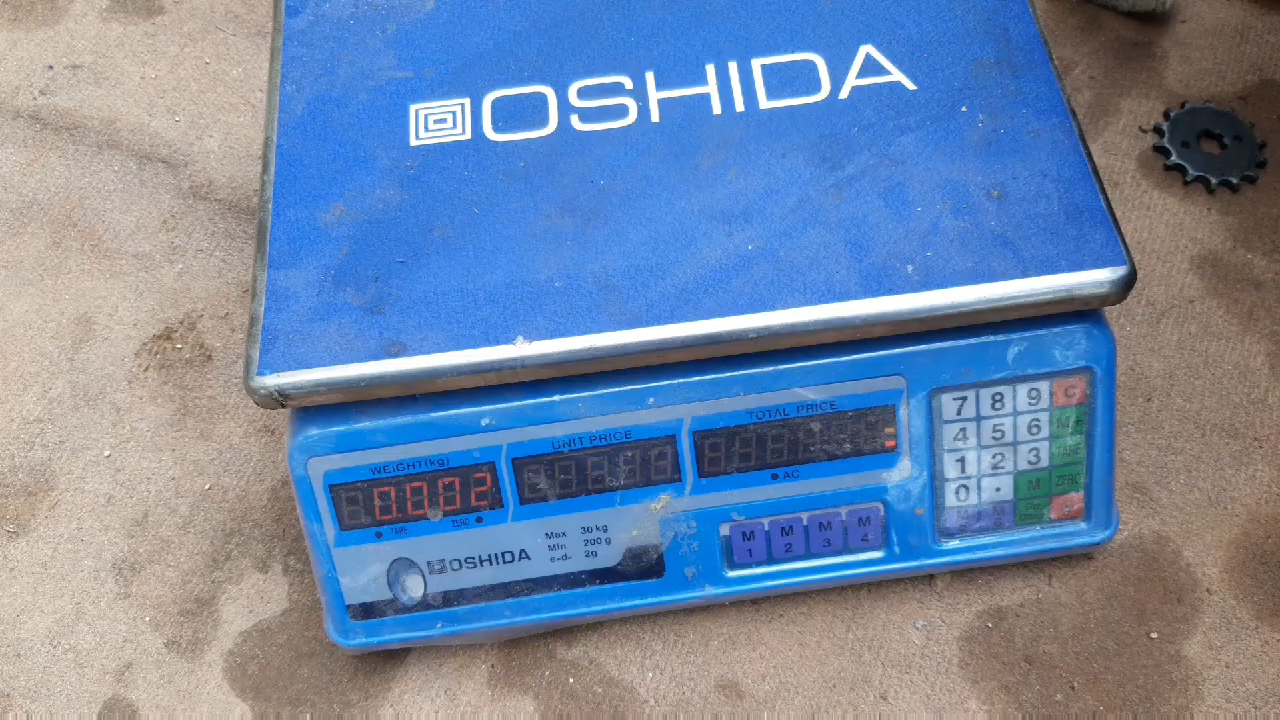 OSHIDA
WEIGHT(kg)
UNIT PRICE
TOTAL PRICE
0.002
TARE
ZERO
AC
OSHIDA
Max 30 kg
Min 200 g
e=d= 2g
M 1
M 2
M 3
M 4
7 8 9 C
4 5 6
1 2 3 TARE
0 . M ZERO